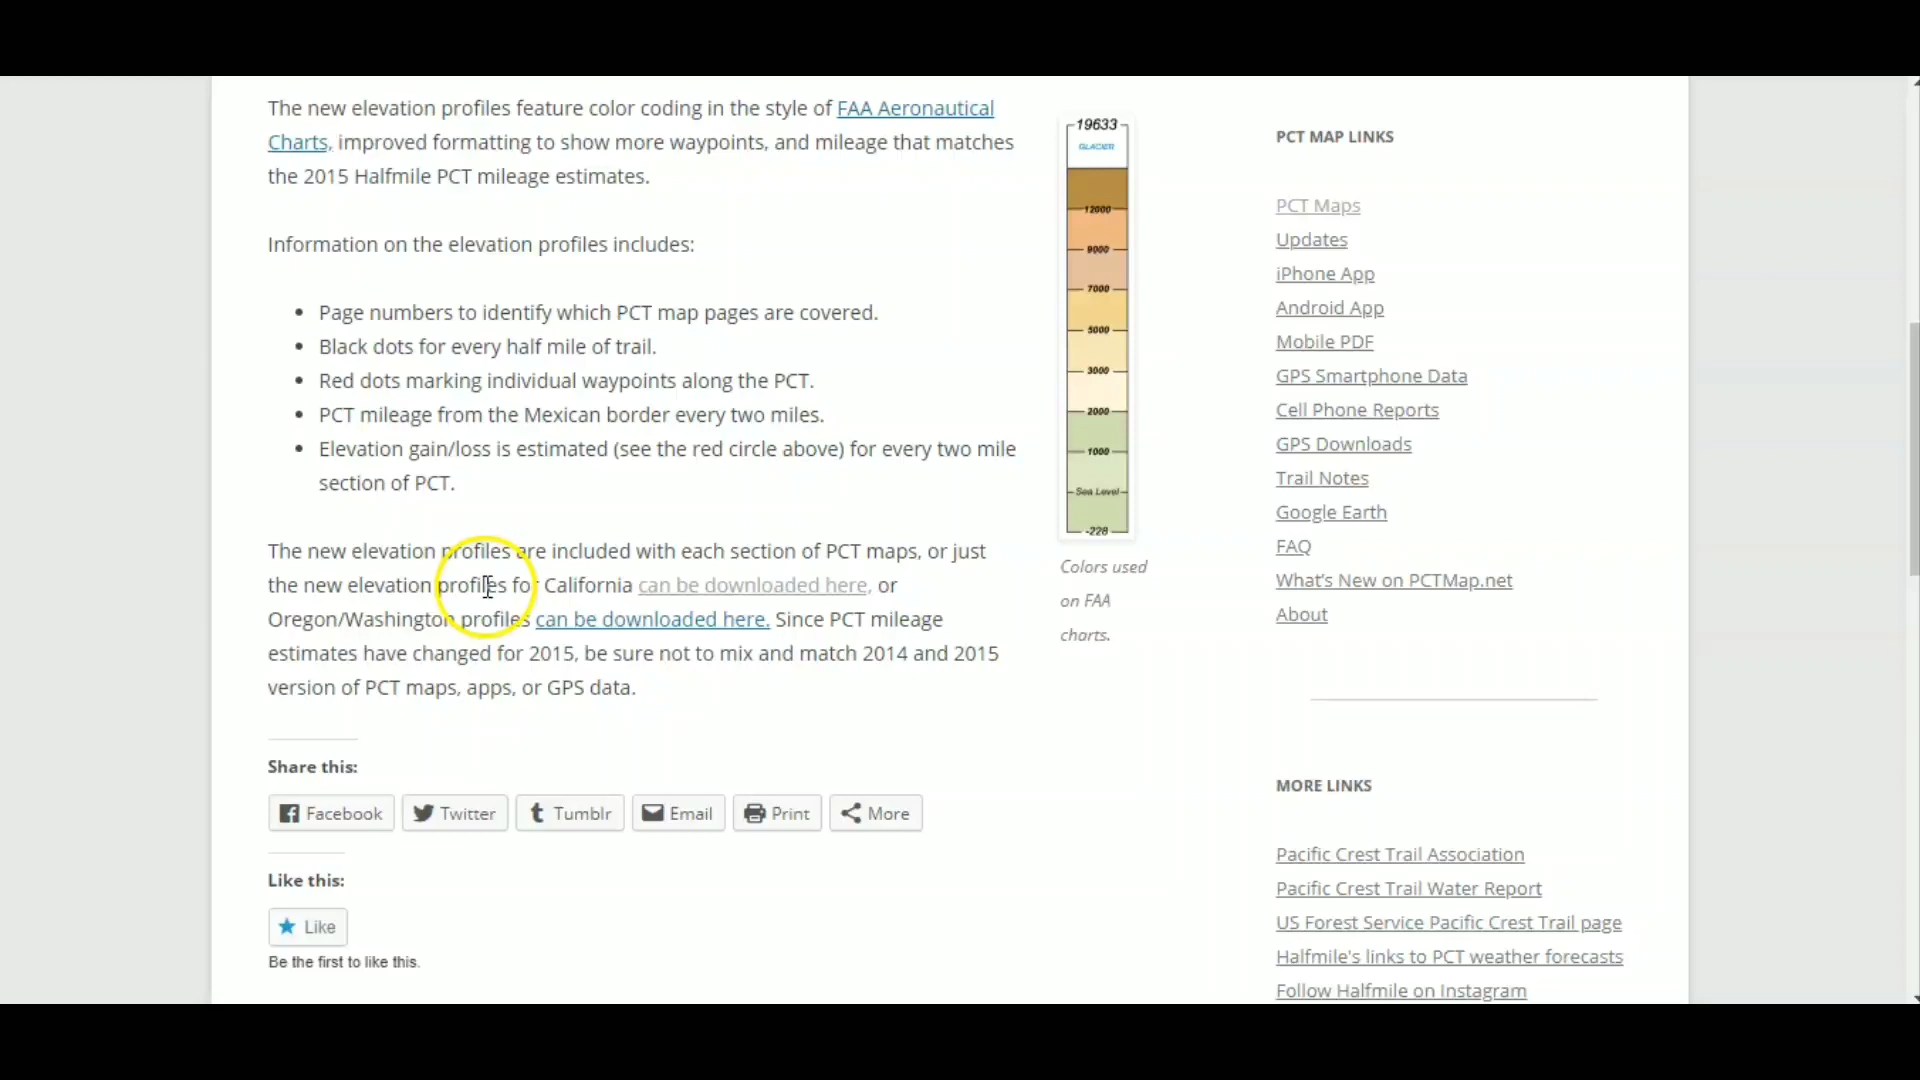 The new elevation profiles feature color coding in the style of FAA Aeronautical
Charts, improved formatting to show more waypoints, and mileage that matches
the 2015 Halfmile PCT mileage estimates.
Information on the elevation profiles includes:
• Page numbers to identify which PCT map pages are covered.
• Black dots for every half mile of trail.
• Red dots marking individual waypoints along the PCT.
• PCT mileage from the Mexican border every two miles.
• Elevation gain/loss is estimated (see the red circle above) for every two mile
section of PCT.
The new elevation profiles are included with each section of PCT maps, or just
the new elevation profiles for California can be downloaded here, or
Oregon/Washington profiles can be downloaded here. Since PCT mileage
estimates have changed for 2015, be sure not to mix and match 2014 and 2015
version of PCT maps, apps, or GPS data.
Share this:
Facebook Twitter Tumblr Email Print More
Like this:
Like
Be the first to like this.
19633
GLACIER
12000
9000
7000
5000
3000
2000
1000
Sea Level
-228
Colors used
on FAA
charts.
PCT MAP LINKS
PCT Maps
Updates
iPhone App
Android App
Mobile PDF
GPS Smartphone Data
Cell Phone Reports
GPS Downloads
Trail Notes
Google Earth
FAQ
What's New on PCTMap.net
About
MORE LINKS
Pacific Crest Trail Association
Pacific Crest Trail Water Report
US Forest Service Pacific Crest Trail page
Halfmile's links to PCT weather forecasts
Follow Halfmile on Instagram